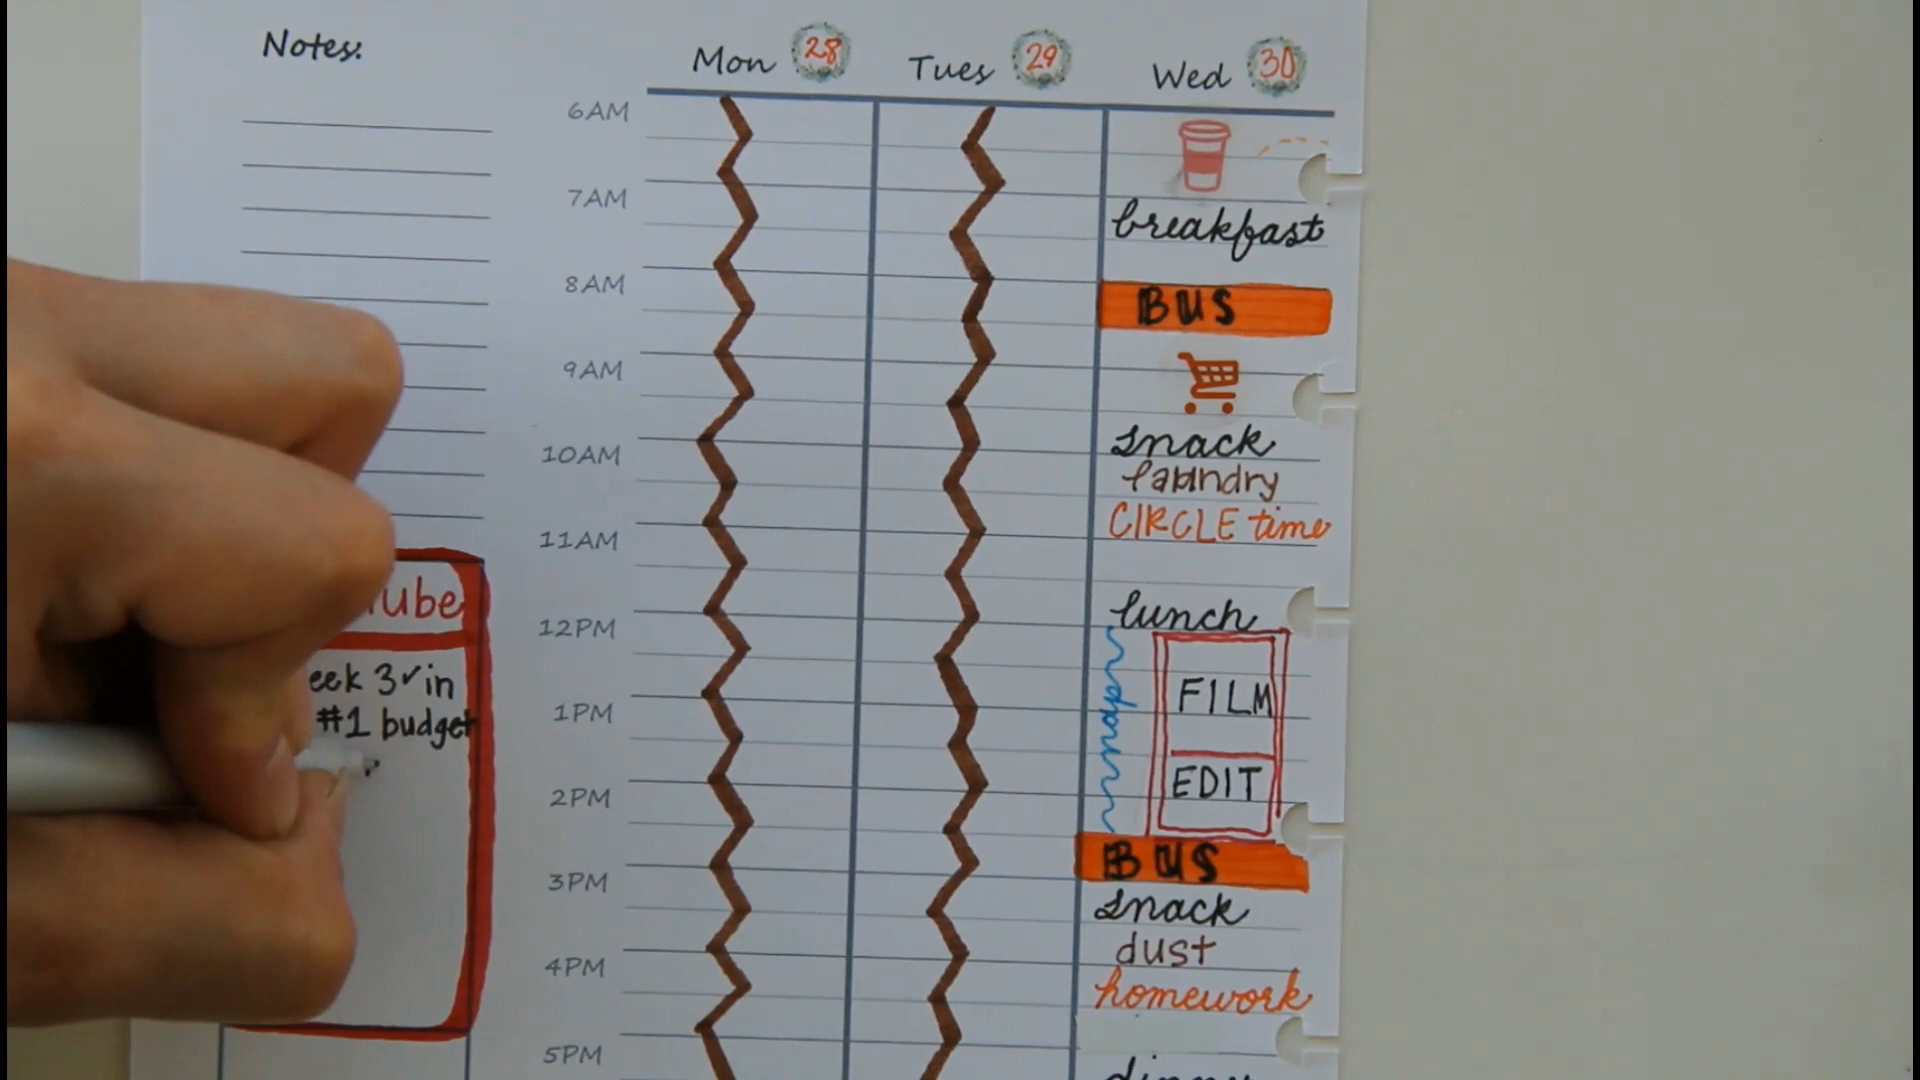 Notes:
Mon 28
Tues 29
Wed 30
6AM
7AM
8AM
9AM
10AM
11AM
12PM
1PM
2PM
3PM
4PM
5PM
breakfast
BUS
snack
laundry
CIRCLE time
lunch
nap
FILM
EDIT
BUS
snack
dust
homework
Tube
eek 3✓in
#1 budget